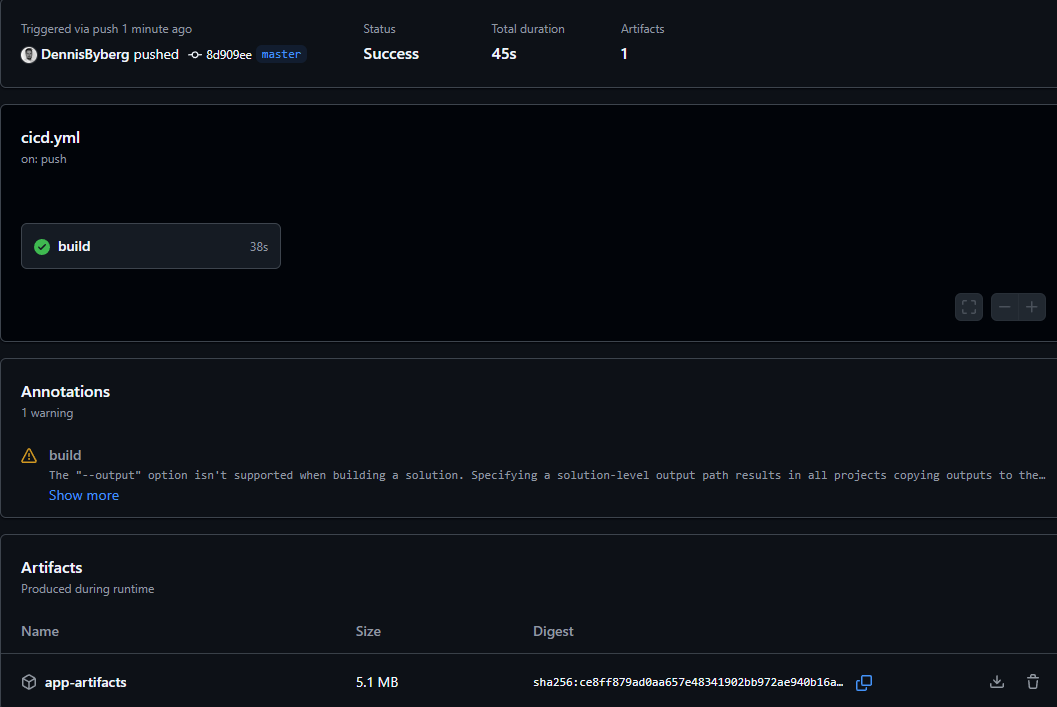 Triggered via push 1 minute ago
DennisByberg pushed 8d909ee master
Status
Success
Total duration
45s
Artifacts
1
cicd.yml
on: push
build 38s
Annotations
1 warning
build
The "--output" option isn't supported when building a solution. Specifying a solution-level output path results in all projects copying outputs to the…
Show more
Artifacts
Produced during runtime
Name Size Digest
app-artifacts 5.1 MB sha256:ce8ff879ad0aa657e48341902bb972ae940b16a…